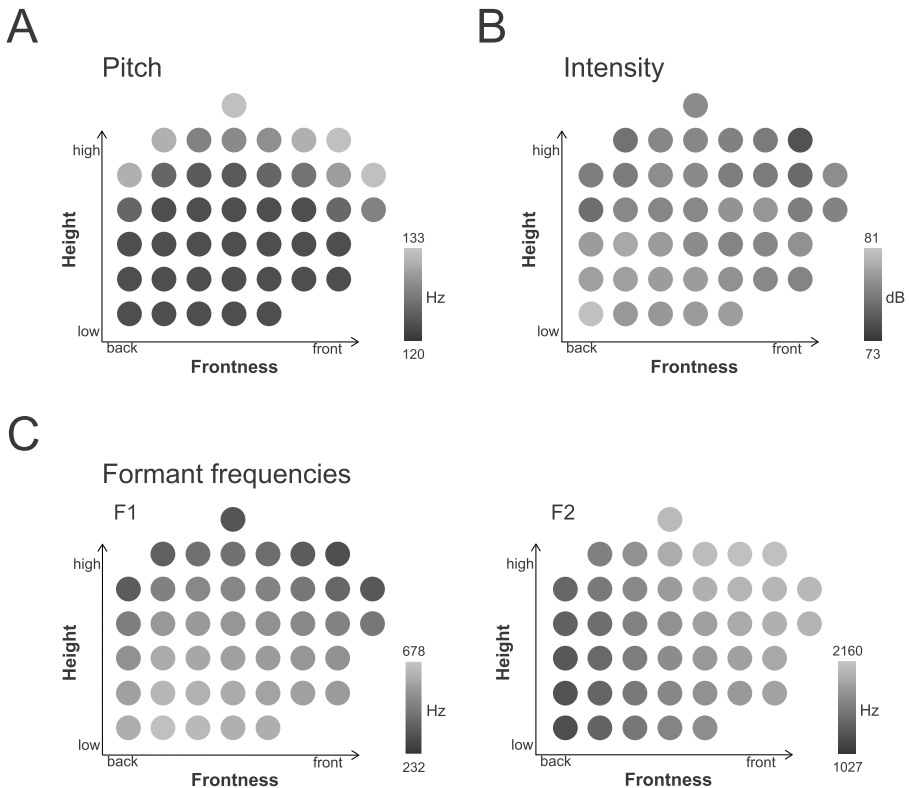 A
B
Pitch
Intensity
high
high
Height
Height
133
Hz
120
81
dB
73
low
low
back
front
back
front
Frontness
Frontness
C
Formant frequencies
F1
F2
high
high
Height
Height
678
Hz
232
2160
Hz
1027
low
low
back
front
back
front
Frontness
Frontness